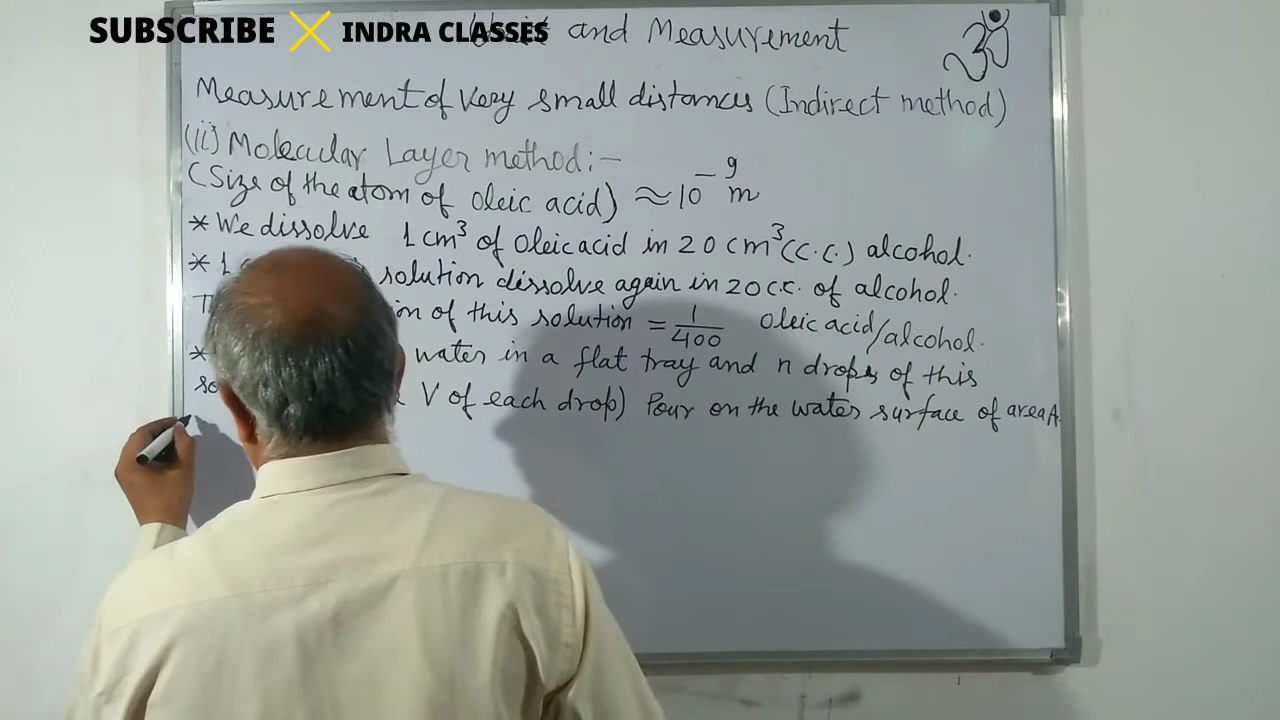 SUBSCRIBE INDRA CLASSES
and Measurement
ॐ
Measurement of Very small distances (Indirect method)
(ii) Molecular Layer method:-
(Size of the atom of oleic acid) ≈ 10⁻⁹ m
* We dissolve 1 cm³ of oleic acid in 20 cm³ (c.c.) alcohol.
* 1 solution dissolve again in 20 c.c. of alcohol.
of this solution = 1/400 oleic acid/alcohol.
* water in a flat tray and n drops of this
V of each drop) Pour on the water surface of area A.